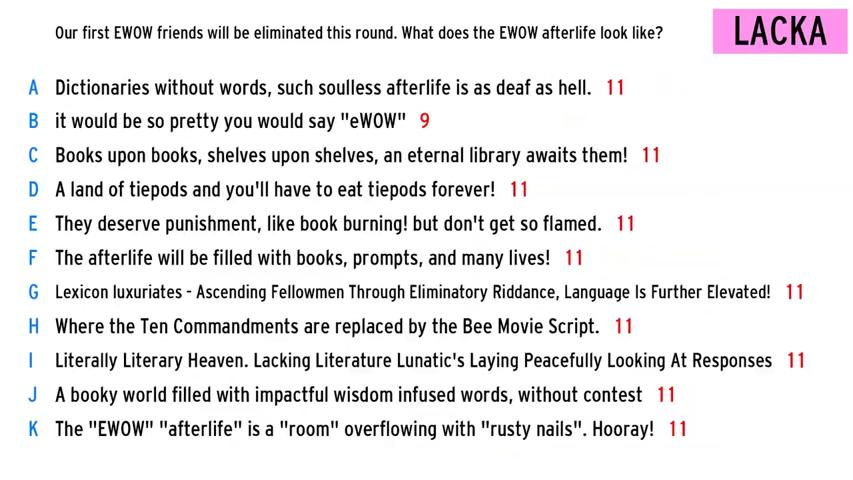 Our first EWOW friends will be eliminated this round. What does the EWOW afterlife look like?
LACKA
A Dictionaries without words, such soulless afterlife is as deaf as hell. 11
B it would be so pretty you would say "eWOW" 9
C Books upon books, shelves upon shelves, an eternal library awaits them! 11
D A land of tiepods and you'll have to eat tiepods forever! 11
E They deserve punishment, like book burning! but don't get so flamed. 11
F The afterlife will be filled with books, prompts, and many lives! 11
G Lexicon luxuriates - Ascending Fellowmen Through Eliminatory Riddance, Language Is Further Elevated! 11
H Where the Ten Commandments are replaced by the Bee Movie Script. 11
I Literally Literary Heaven. Lacking Literature Lunatic's Laying Peacefully Looking At Responses 11
J A booky world filled with impactful wisdom infused words, without contest 11
K The "EWOW" "afterlife" is a "room" overflowing with "rusty nails". Hooray! 11